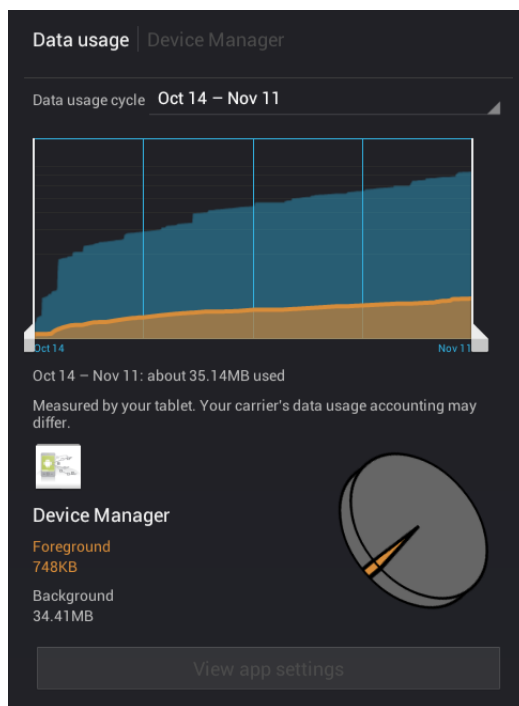 Data usage Device Manager
Data usage cycle Oct 14 – Nov 11
Oct 14 Nov 11
Oct 14 – Nov 11: about 35.14MB used
Measured by your tablet. Your carrier's data usage accounting may
differ.
Device Manager
Foreground
748KB
Background
34.41MB
View app settings